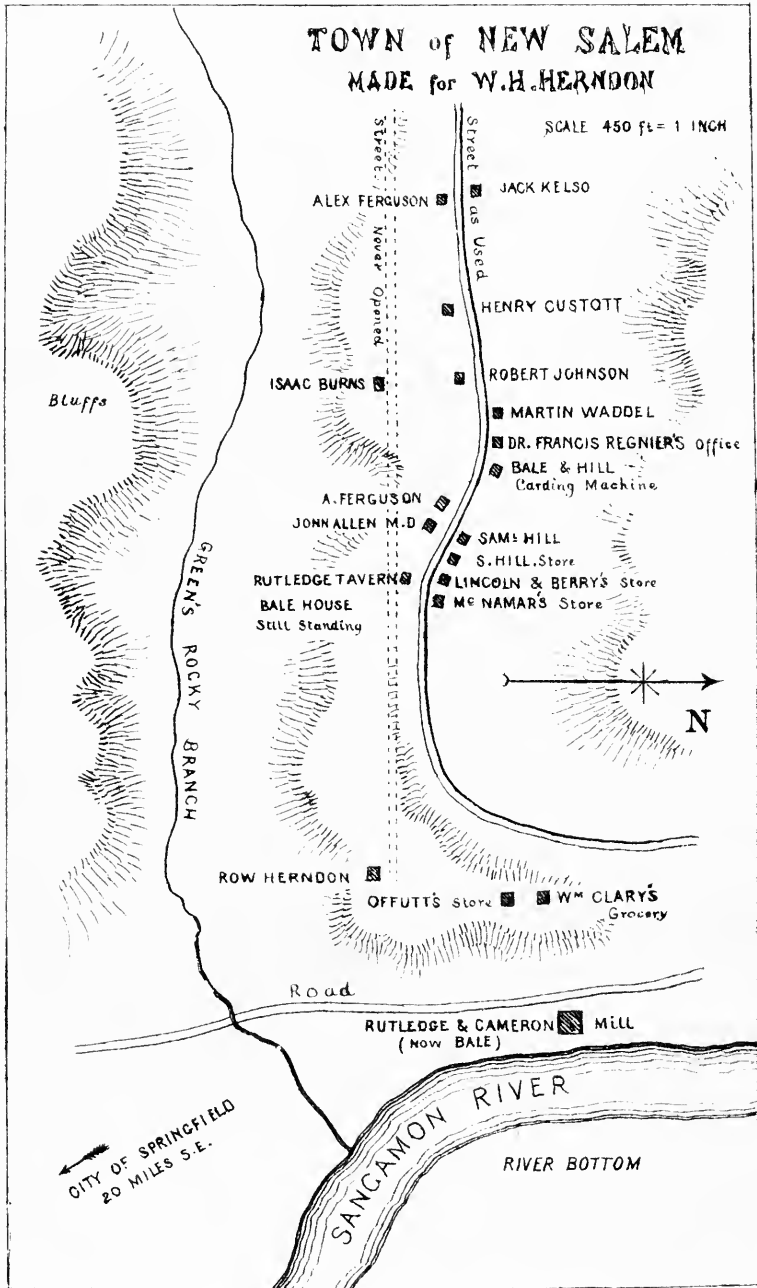 TOWN of NEW SALEM
MADE for W.H.HERNDON
SCALE 450 ft = 1 INCH
Street, Never Opened
Street as Used
ALEX FERGUSON
JACK KELSO
HENRY CUSTOTT
ISAAC BURNS
ROBERT JOHNSON
Bluffs
MARTIN WADDEL
DR. FRANCIS REGNIER'S Office
BALE & HILL
Carding Machine
A. FERGUSON
JOHN ALLEN M.D
SAML HILL
S. HILL. Store
RUTLEDGE TAVERN
LINCOLN & BERRY'S Store
BALE HOUSE
Still Standing
Mc NAMAR'S Store
GREEN'S ROCKY BRANCH
N
ROW HERNDON
OFFUTT'S Store
WM CLARY'S
Grocery
Road
RUTLEDGE & CAMERON MILL
(NOW BALE)
SANGAMON RIVER
CITY OF SPRINGFIELD
20 MILES S.E.
RIVER BOTTOM